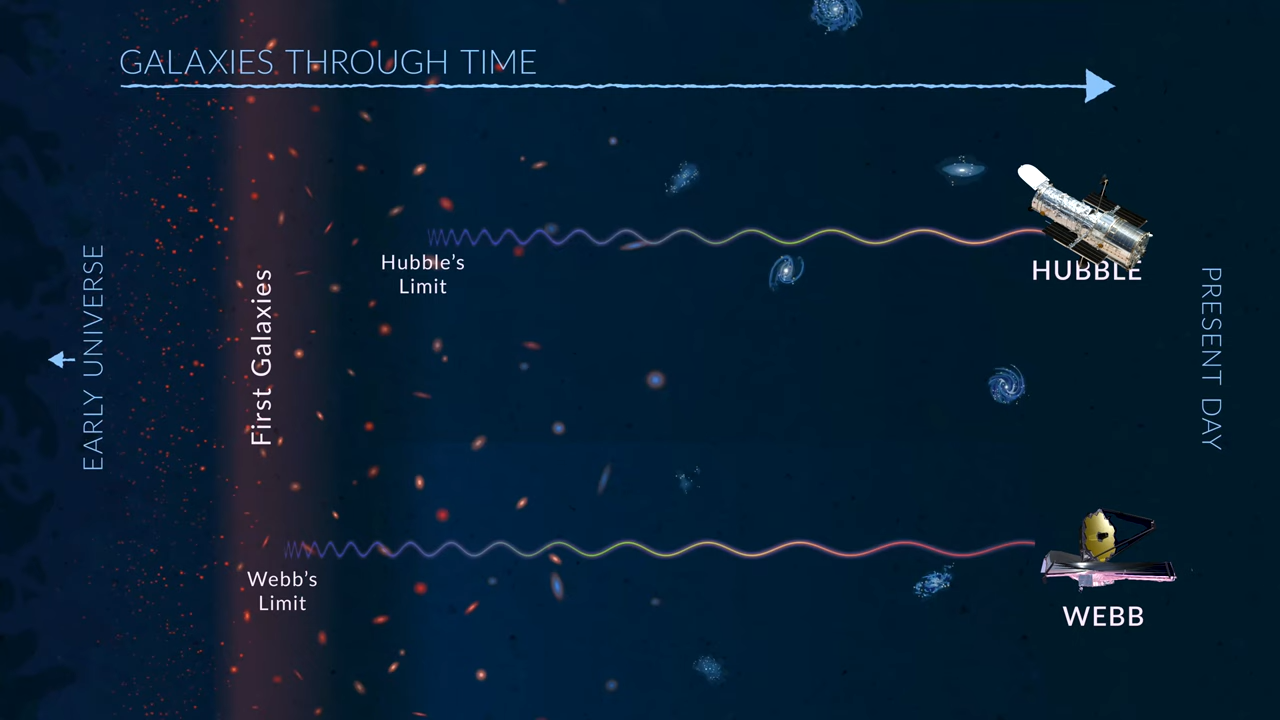 GALAXIES THROUGH TIME
EARLY UNIVERSE
First Galaxies
Hubble's
Limit
HUBBLE
PRESENT DAY
Webb's
Limit
WEBB